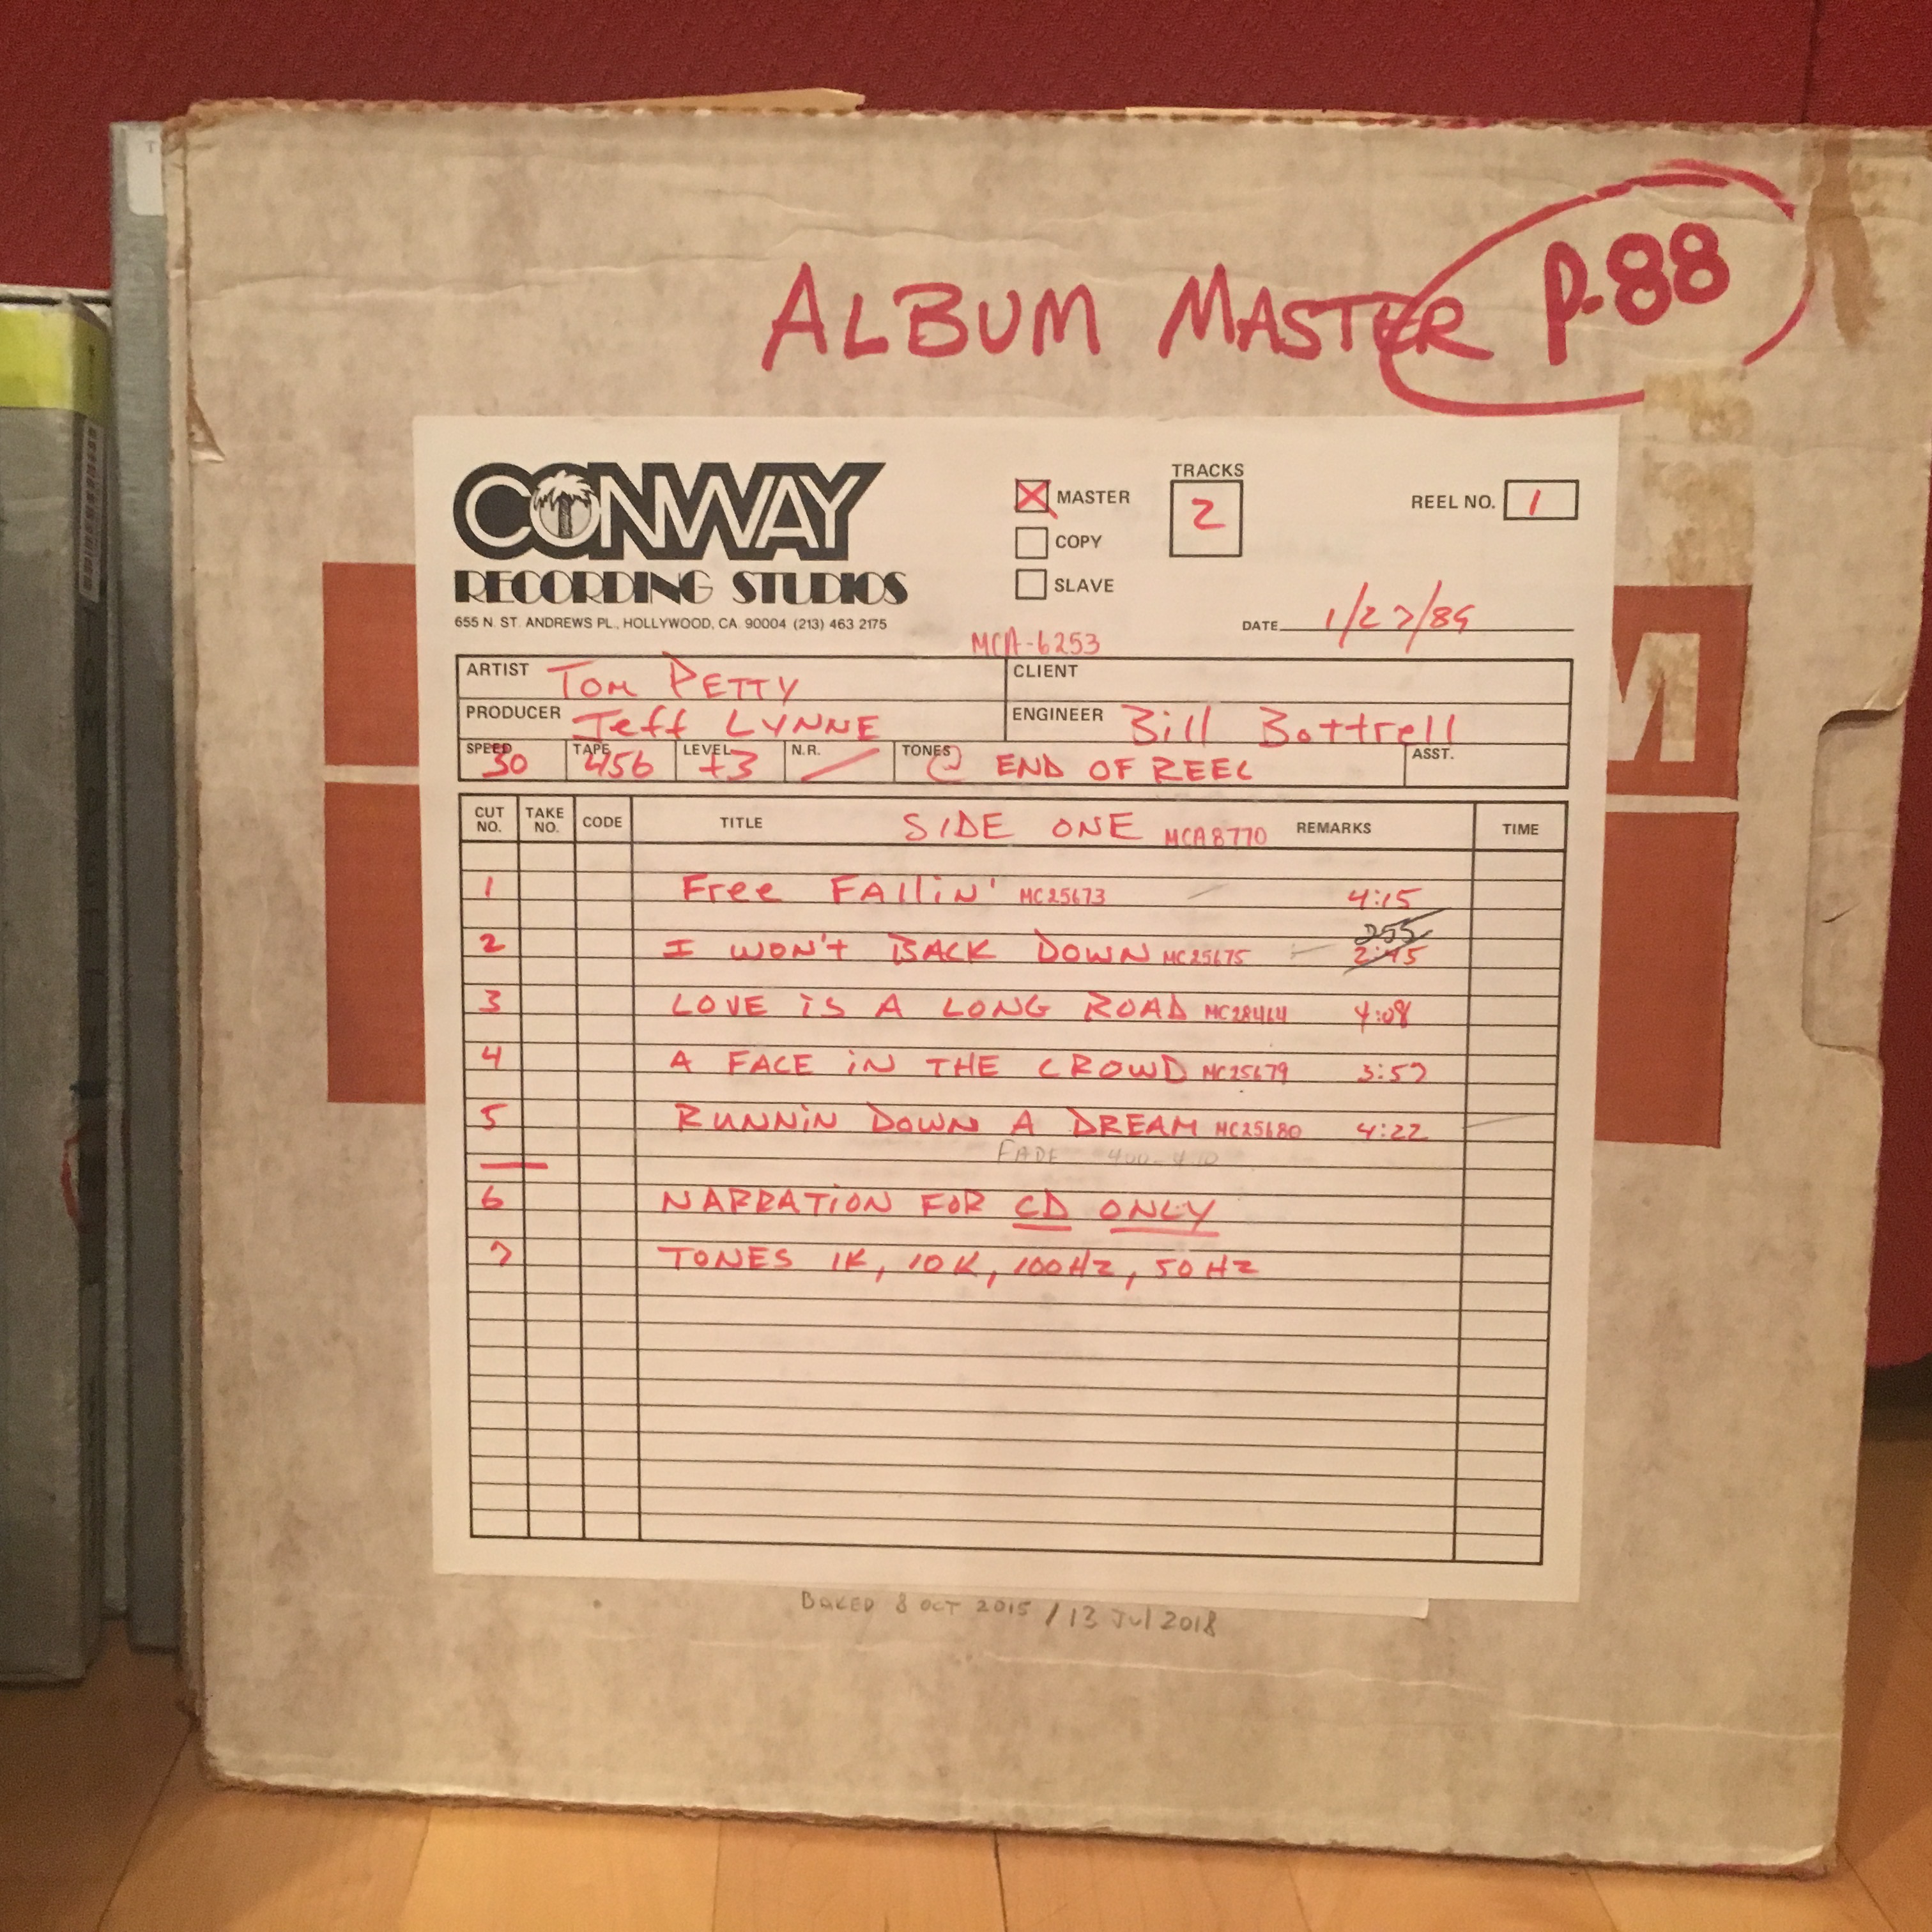 ALBUM MASTER P.88
CONWAY
RECORDING STUDIOS
655 N. ST. ANDREWS PL., HOLLYWOOD, CA. 90004 (213) 463 2175
X MASTER
COPY
SLAVE
TRACKS
2
REEL NO. 1
DATE 1/27/89
MCA-6253
ARTIST TOM PETTY
CLIENT
PRODUCER Jeff LYNNE
ENGINEER Bill Bottrell
SPEED 30 TAPE 456 LEVEL +3 N.R. TONES @ END OF REEL ASST.
CUT NO. TAKE NO. CODE TITLE SIDE ONE MCA8770 REMARKS TIME
1 Free FAlliN' MC25673 4:15
255
2 I WON'T BACK DOWN MC25675 2:45
3 LOVE iS A LONG ROAD MC28464 4:08
4 A FACE iN THE CROWD MC25679 3:57
5 RUNNiN DOWN A DREAM MC25680 4:22
FADE 400-410
6 NARRATiON FOR CD ONLY
7 TONES 1K, 10K, 100HZ, 50HZ
BAKED 8 OCT 2015 / 13 Jul 2018
M